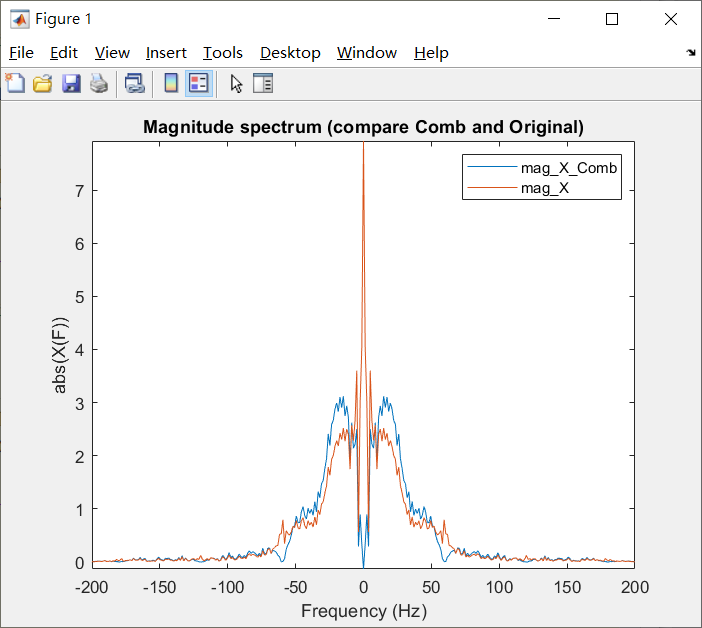 Figure 1
File Edit View Insert Tools Desktop Window Help
Magnitude spectrum (compare Comb and Original)
mag_X_Comb
mag_X
7
6
5
4
3
2
1
0
abs(X(F))
-200 -150 -100 -50 0 50 100 150 200
Frequency (Hz)